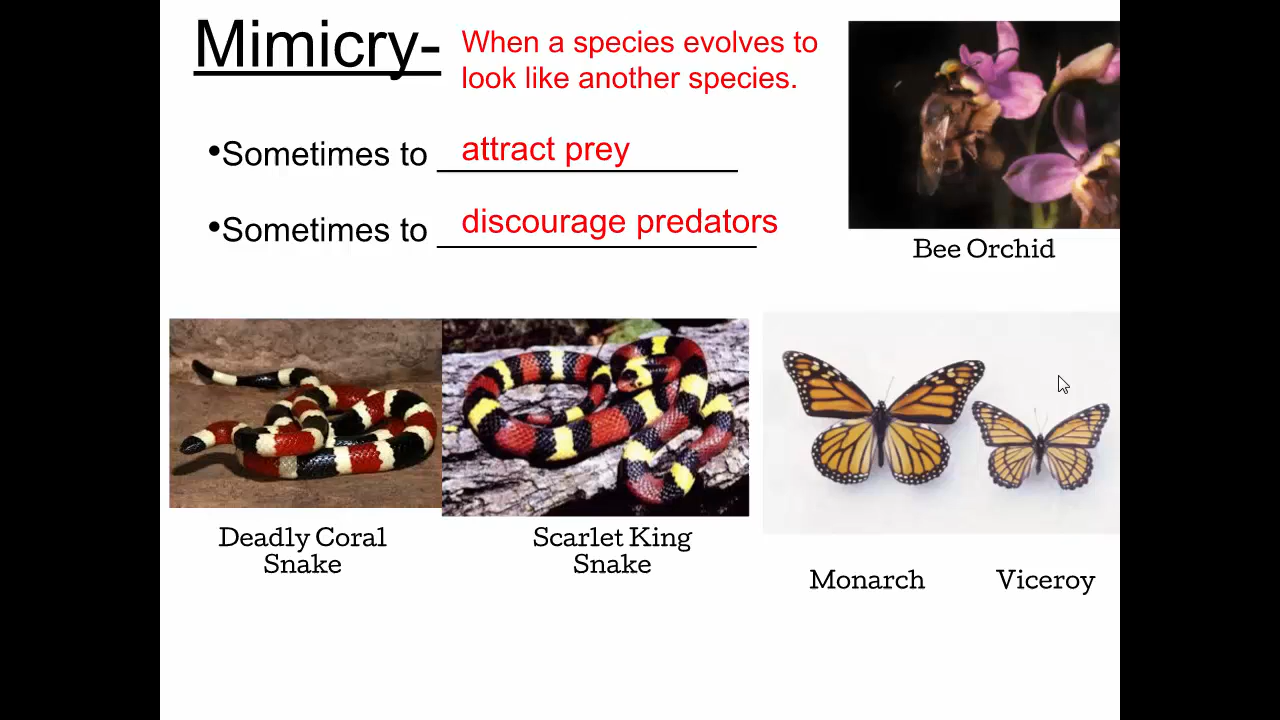 Mimicry- When a species evolves to
look like another species.
•Sometimes to attract prey
•Sometimes to discourage predators
Bee Orchid
Deadly Coral
Snake
Scarlet King
Snake
Monarch
Viceroy